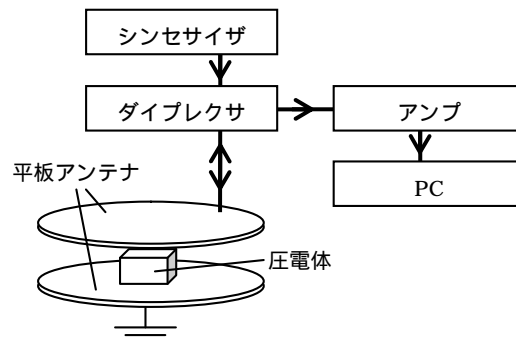 シンセサイザ
ダイプレクサ
アンプ
平板アンテナ
PC
圧電体